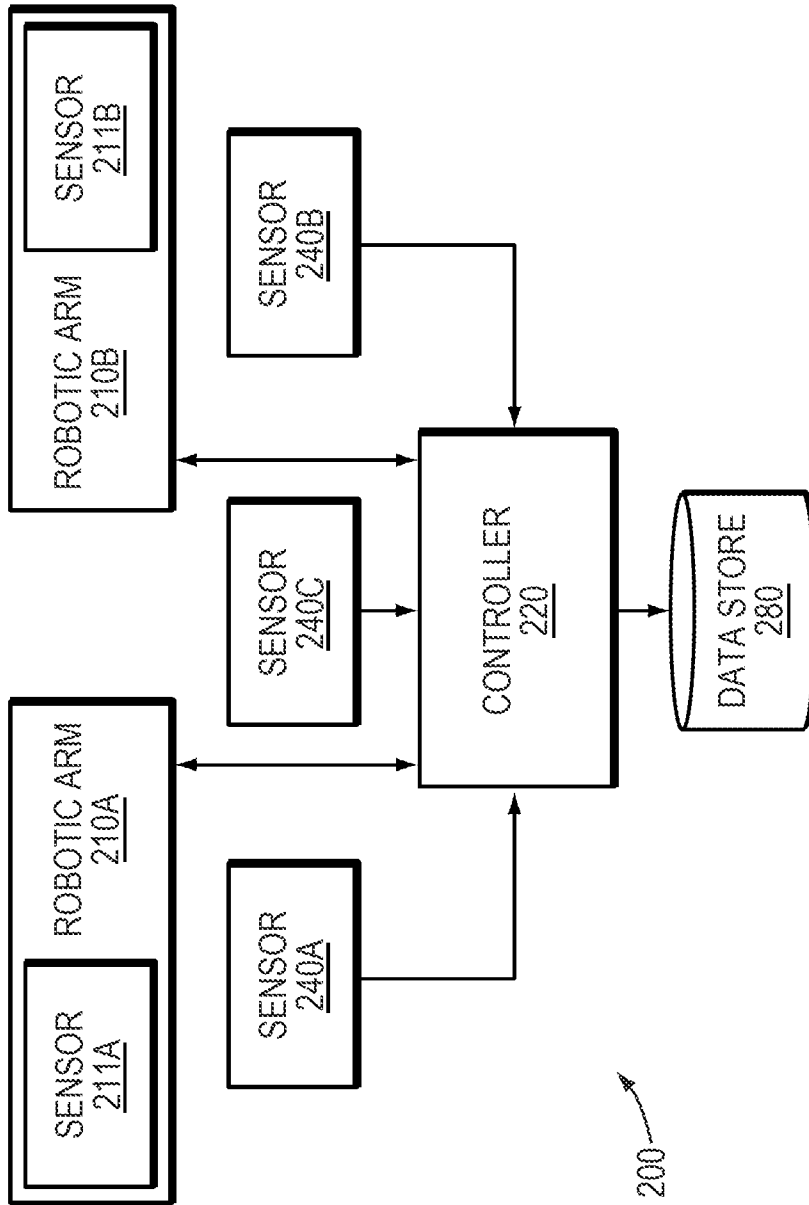 SENSOR
211A
ROBOTIC ARM
210A
ROBOTIC ARM
210B
SENSOR
211B
SENSOR
240A
SENSOR
240C
SENSOR
240B
CONTROLLER
220
DATA STORE
280
200